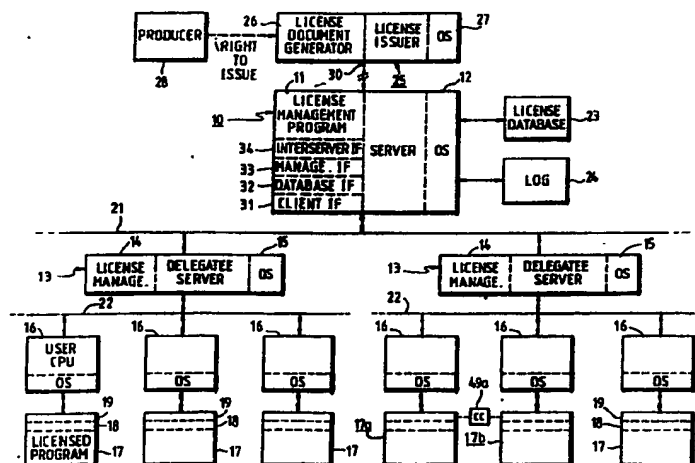 26 LICENSE DOCUMENT GENERATOR LICENSE ISSUER OS 27
PRODUCER
RIGHT TO ISSUE
28 30 25
11 12
10 LICENSE MANAGEMENT PROGRAM SERVER OS
LICENSE DATABASE 23
34 INTERSERVER IF
33 MANAGE. IF
32 DATABASE IF
31 CLIENT IF
LOG 24
21
14 15 14 15
13 LICENSE MANAGE. DELEGATEE SERVER OS 13 LICENSE MANAGE. DELEGATEE SERVER OS
22 22
16 16 16 16 16 16
USER CPU
OS OS OS OS OS OS
49a
CC
19 19 19
18 18 18
LICENSED PROGRAM 17 17 17 17a 17b 17